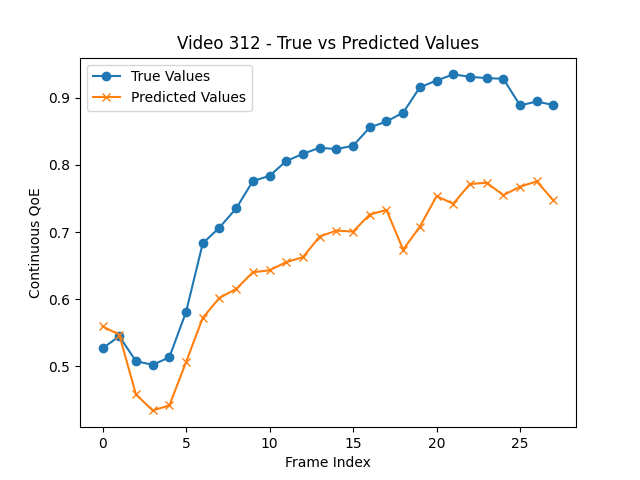 Video 312 - True vs Predicted Values
True Values
Predicted Values
0.9
0.8
0.7
0.6
0.5
Continuous QoE
0 5 10 15 20 25
Frame Index